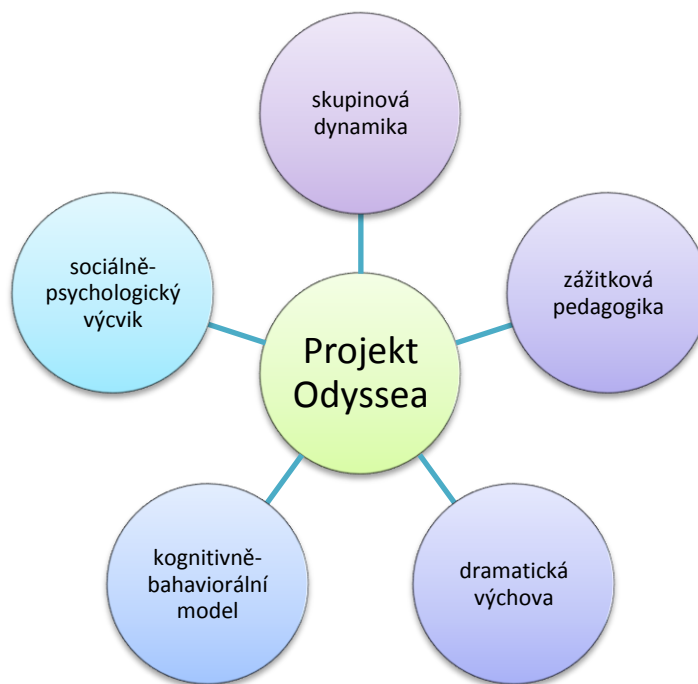 skupinová
dynamika
sociálně-
psychologický
výcvik
zážitková
pedagogika
Projekt
Odyssea
kognitivně-
bahaviorální
model
dramatická
výchova